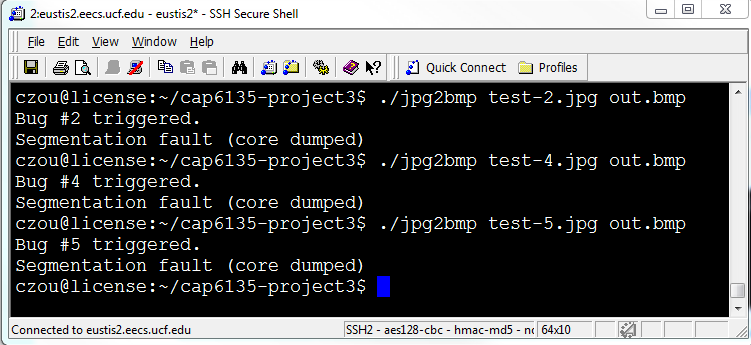 2:eustis2.eecs.ucf.edu - eustis2* - SSH Secure Shell
File Edit View Window Help
Quick Connect Profiles
czou@license:~/cap6135-project3$ ./jpg2bmp test-2.jpg out.bmp
Bug #2 triggered.
Segmentation fault (core dumped)
czou@license:~/cap6135-project3$ ./jpg2bmp test-4.jpg out.bmp
Bug #4 triggered.
Segmentation fault (core dumped)
czou@license:~/cap6135-project3$ ./jpg2bmp test-5.jpg out.bmp
Bug #5 triggered.
Segmentation fault (core dumped)
czou@license:~/cap6135-project3$
Connected to eustis2.eecs.ucf.edu SSH2 - aes128-cbc - hmac-md5 - 64x10